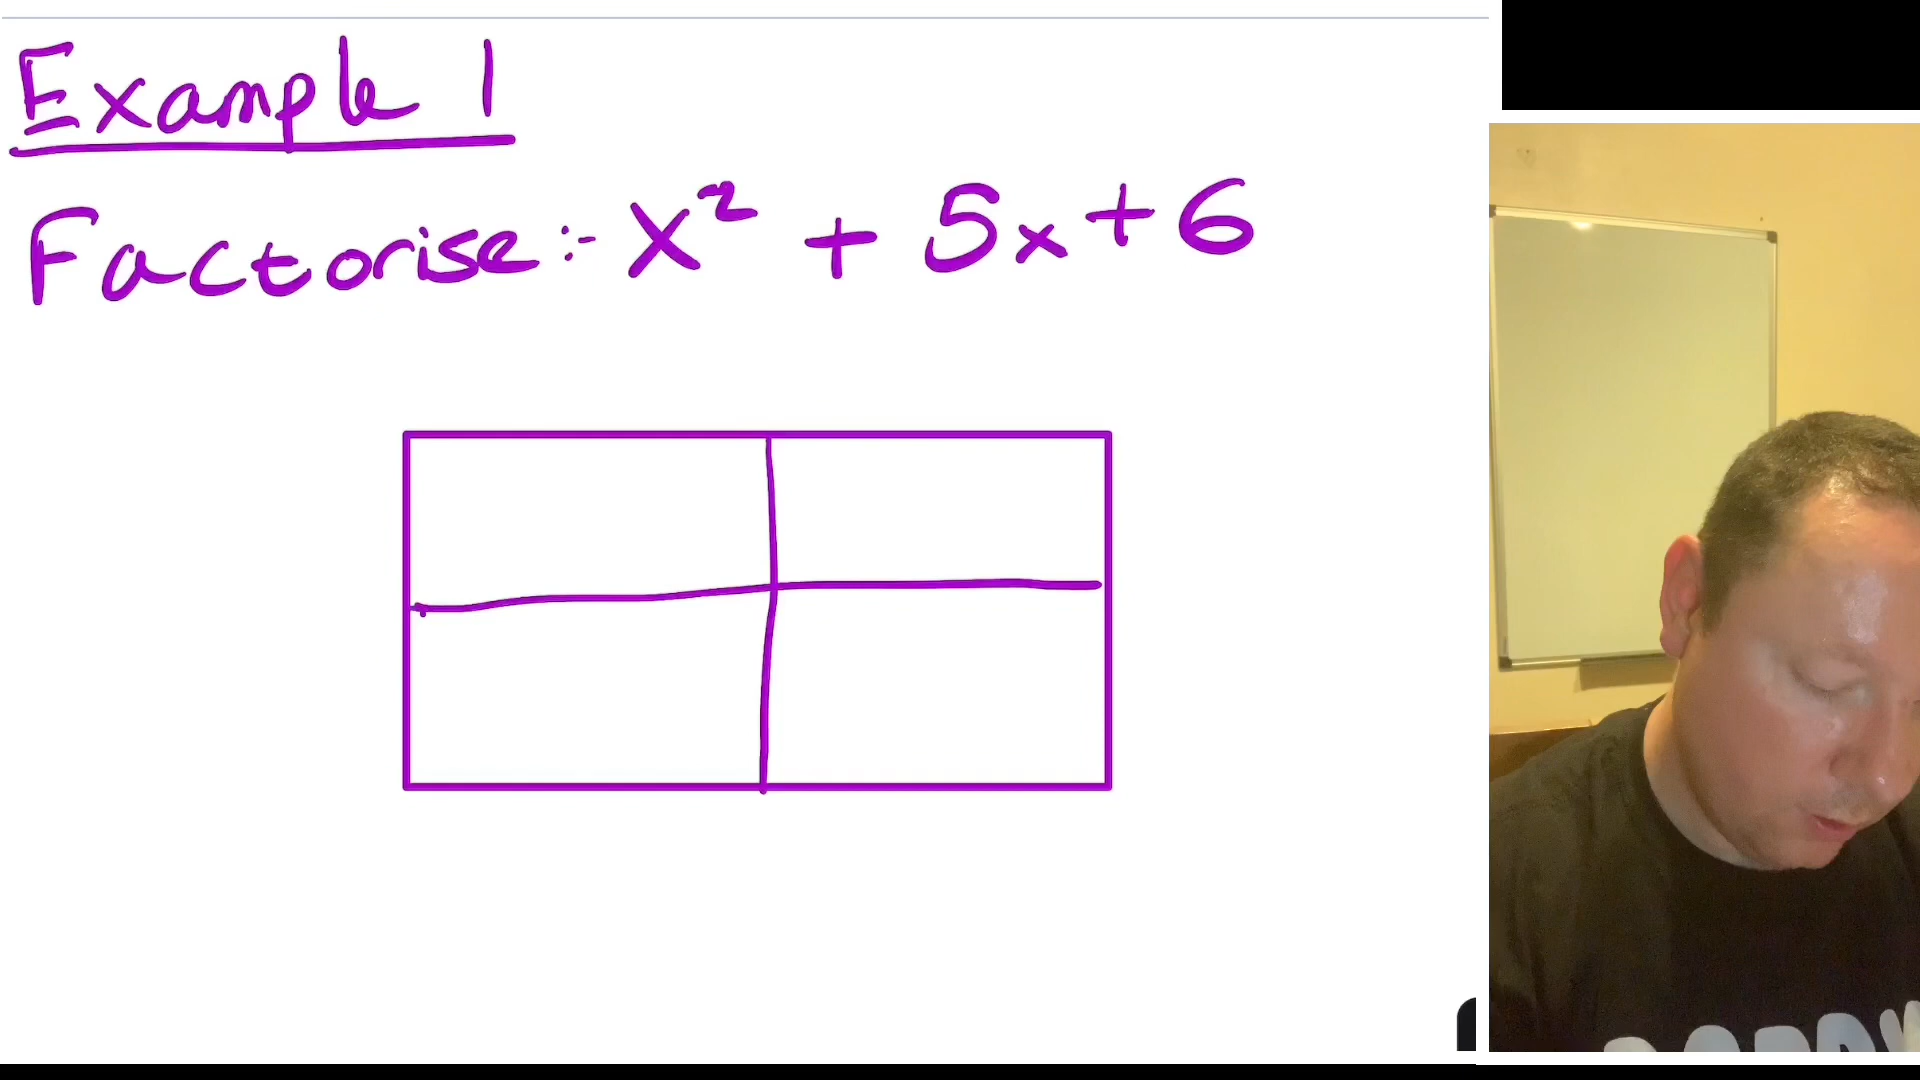 Example 1
Factorise:- x² + 5x + 6